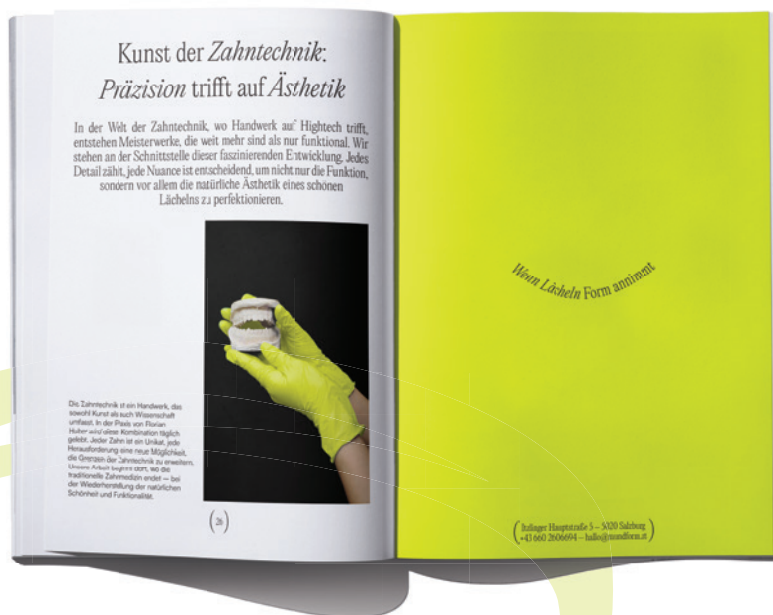 Kunst der Zahntechnik:
Präzision trifft auf Ästhetik
In der Welt der Zahntechnik, wo Handwerk auf Hightech trifft,
entstehen Meisterwerke, die weit mehr sind als nur funktional. Wir
stehen an der Schnittstelle dieser faszinierenden Entwicklung. Jedes
Detail zählt, jede Nuance ist entscheidend, um nicht nur die Funktion,
sondern vor allem die natürliche Ästhetik eines schönen
Lächelns zu perfektionieren.
Die Zahntechnik ist ein Handwerk, das
sowohl Kunst als auch Wissenschaft
umfasst. In der Praxis von Florian
Huber wird diese Kombination täglich
gelebt. Jeder Zahn ist ein Unikat, jede
Herausforderung eine neue Möglichkeit,
die Grenzen der Zahntechnik zu erweitern.
Unsere Arbeit beginnt dort, wo die
traditionelle Zahnmedizin endet — bei
der Wiederherstellung der natürlichen
Schönheit und Funktionalität.
(26)
Wenn Lächeln Form annimmt
(Itzlinger Hauptstraße 5 – 5020 Salzburg
+43 660 2606694 – hallo@mundform.at)